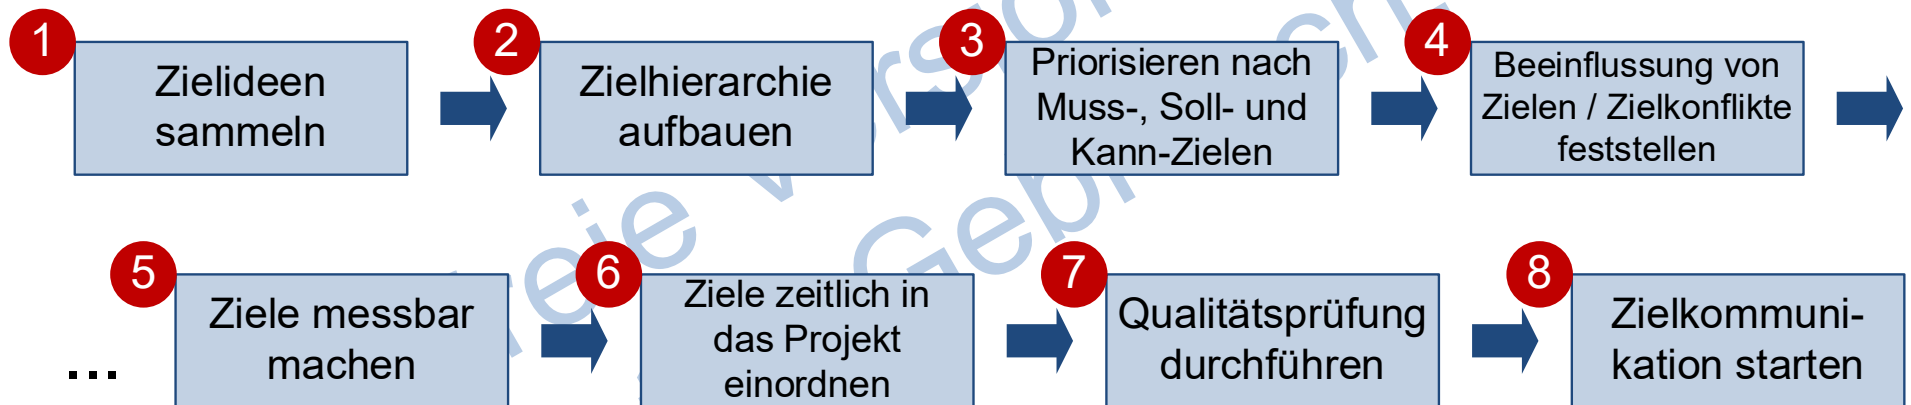 1
Zielideen
sammeln
2
Zielhierarchie
aufbauen
3
Priorisieren nach
Muss-, Soll- und
Kann-Zielen
4
Beeinflussung von
Zielen / Zielkonflikte
feststellen
...
5
Ziele messbar
machen
6
Ziele zeitlich in
das Projekt
einordnen
7
Qualitätsprüfung
durchführen
8
Zielkommuni-
kation starten